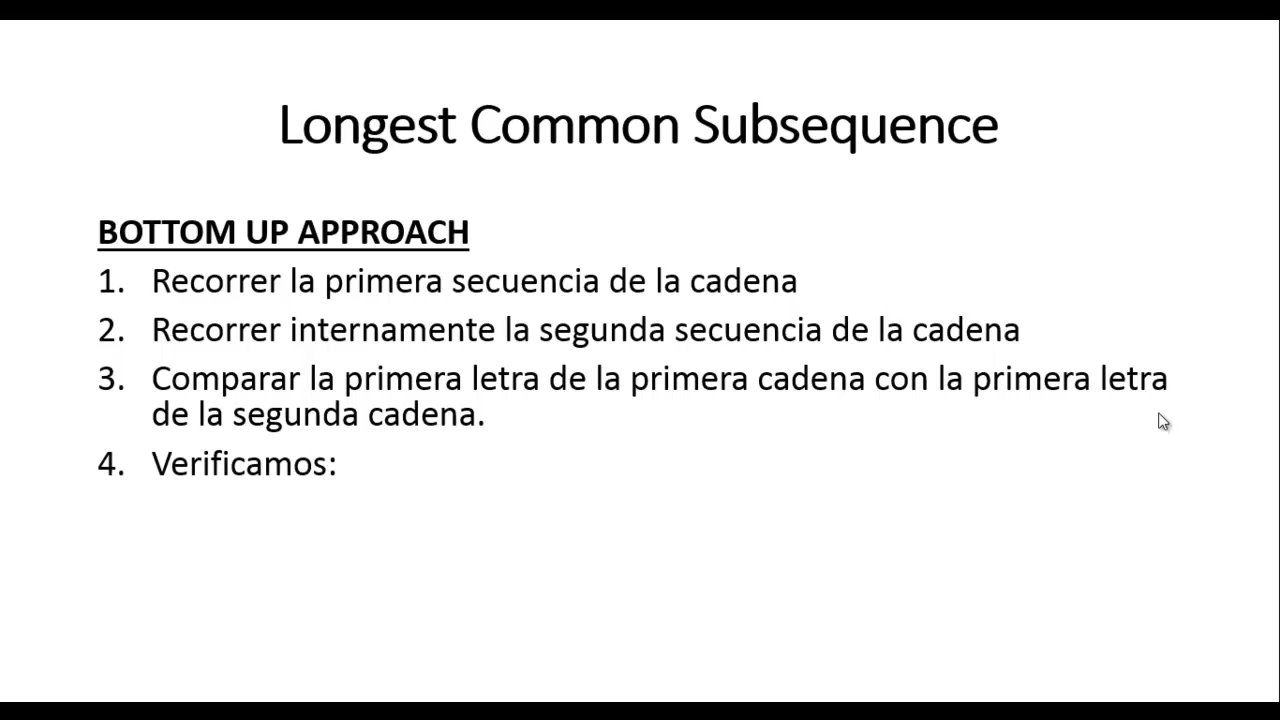 Longest Common Subsequence
BOTTOM UP APPROACH
1. Recorrer la primera secuencia de la cadena
2. Recorrer internamente la segunda secuencia de la cadena
3. Comparar la primera letra de la primera cadena con la primera letra
de la segunda cadena.
4. Verificamos: